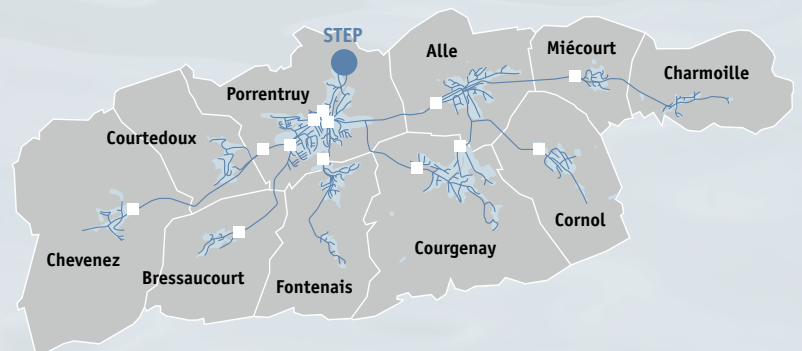 STEP
Alle
Miécourt
Charmoille
Porrentruy
Courtedoux
Cornol
Courgenay
Chevenez
Bressaucourt
Fontenais